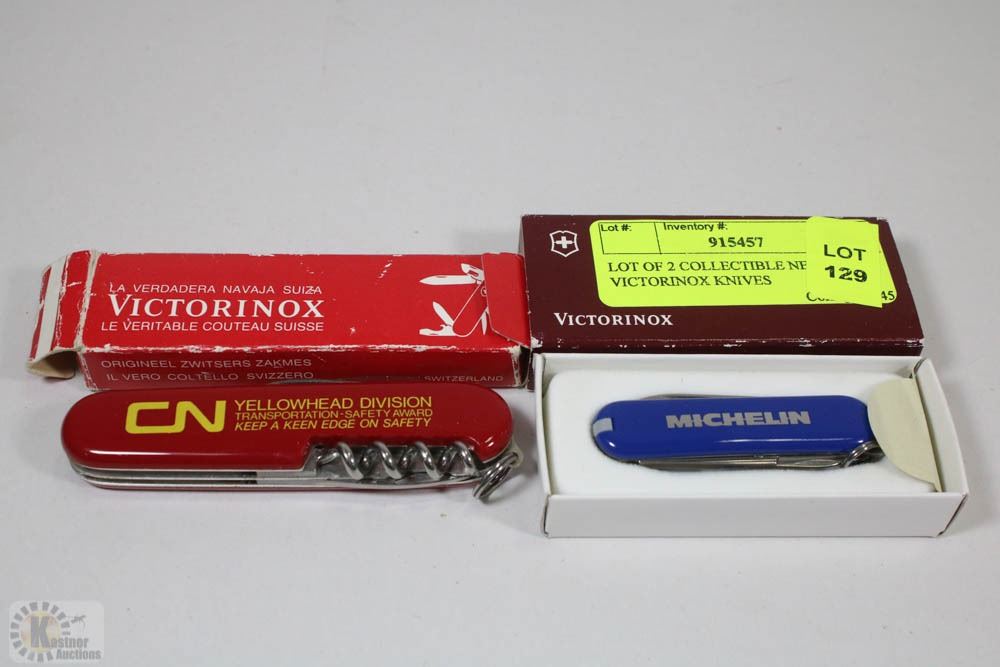 LA VERDADERA NAVAJA SUIZA
VICTORINOX
LE VERITABLE COUTEAU SUISSE
ORIGINEEL ZWITSERS ZAKMES
IL VERO COLTELLO SVIZZERO
SWITZERLAND
Lot #: Inventory #:
915457
LOT OF 2 COLLECTIBLE
VICTORINOX KNIVES
LOT
129
45
VICTORINOX
CN YELLOWHEAD DIVISION
TRANSPORTATION-SAFETY AWARD
KEEP A KEEN EDGE ON SAFETY
MICHELIN
Kastner
Auctions